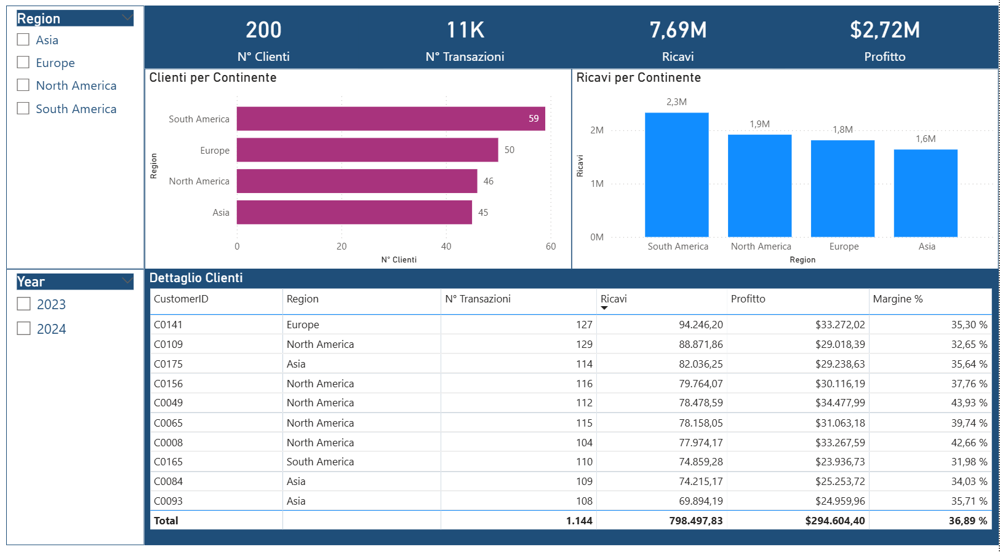 Region
Asia
Europe
North America
South America
200
N° Clienti
11K
N° Transazioni
7,69M
Ricavi
$2,72M
Profitto
Clienti per Continente
Region
South America
59
Europe
50
North America
46
Asia
45
0 20 40 60
N° Clienti
Ricavi per Continente
Ricavi
2M
1M
0M
2,3M
1,9M
1,8M
1,6M
South America North America Europe Asia
Region
Year
2023
2024
Dettaglio Clienti
CustomerID Region N° Transazioni Ricavi Profitto Margine %
C0141 Europe 127 94.246,20 $33.272,02 35,30 %
C0109 North America 129 88.871,86 $29.018,39 32,65 %
C0175 Asia 114 82.036,25 $29.238,63 35,64 %
C0156 North America 116 79.764,07 $30.116,19 37,76 %
C0049 North America 112 78.478,59 $34.477,99 43,93 %
C0065 North America 115 78.158,05 $31.063,18 39,74 %
C0008 North America 104 77.974,17 $33.267,59 42,66 %
C0165 South America 110 74.859,28 $23.936,73 31,98 %
C0084 Asia 109 74.215,17 $25.253,72 34,03 %
C0093 Asia 108 69.894,19 $24.959,96 35,71 %
Total 1.144 798.497,83 $294.604,40 36,89 %